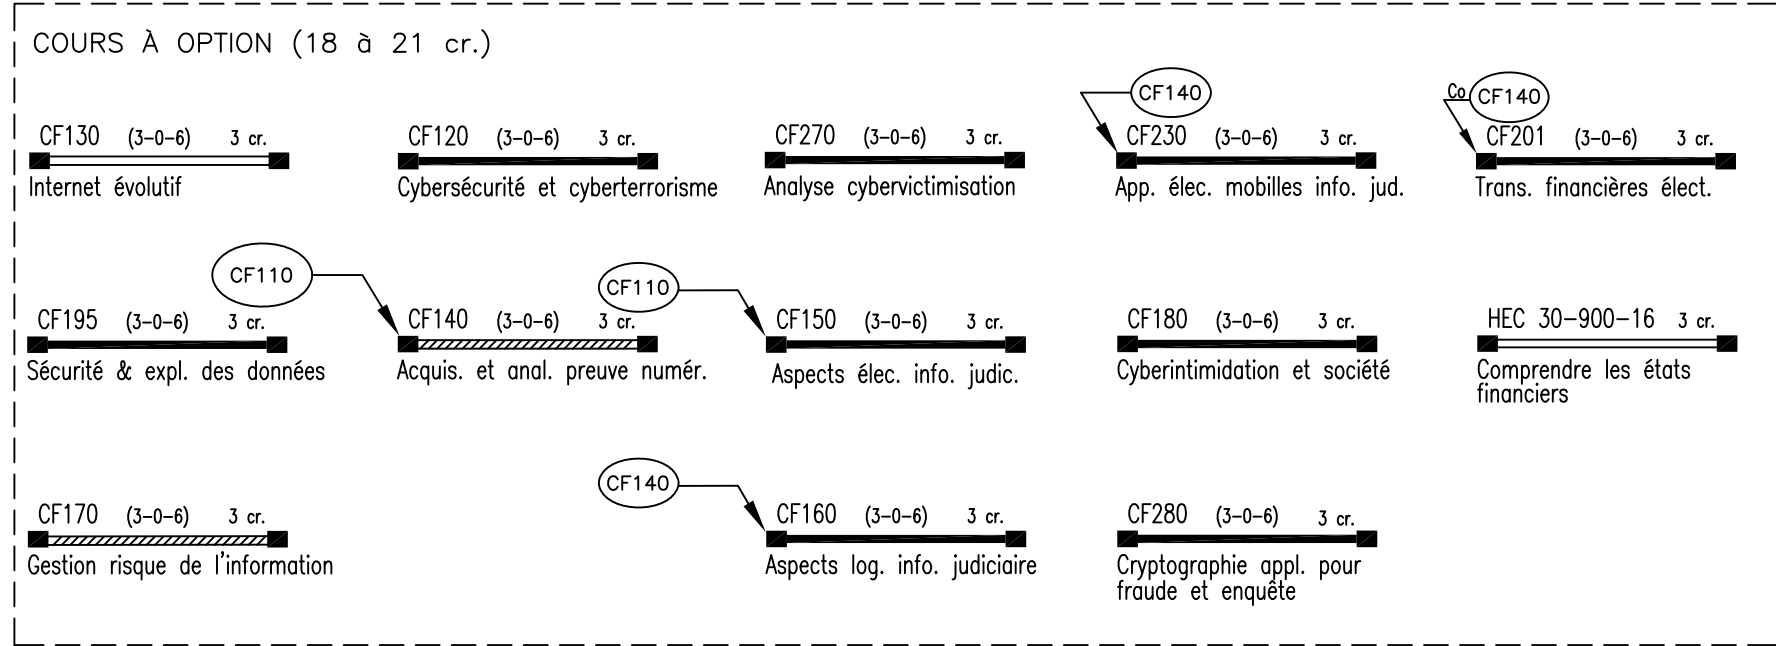 COURS À OPTION (18 à 21 cr.)
CF140
Co CF140
CF130 (3-0-6) 3 cr.
Internet évolutif
CF120 (3-0-6) 3 cr.
Cybersécurité et cyberterrorisme
CF270 (3-0-6) 3 cr.
Analyse cybervictimisation
CF230 (3-0-6) 3 cr.
App. élec. mobilles info. jud.
CF201 (3-0-6) 3 cr.
Trans. financières élect.
CF110
CF110
CF195 (3-0-6) 3 cr.
Sécurité & expl. des données
CF140 (3-0-6) 3 cr.
Acquis. et anal. preuve numér.
CF150 (3-0-6) 3 cr.
Aspects élec. info. judic.
CF180 (3-0-6) 3 cr.
Cyberintimidation et société
HEC 30-900-16 3 cr.
Comprendre les états
financiers
CF140
CF170 (3-0-6) 3 cr.
Gestion risque de l'information
CF160 (3-0-6) 3 cr.
Aspects log. info. judiciaire
CF280 (3-0-6) 3 cr.
Cryptographie appl. pour
fraude et enquête